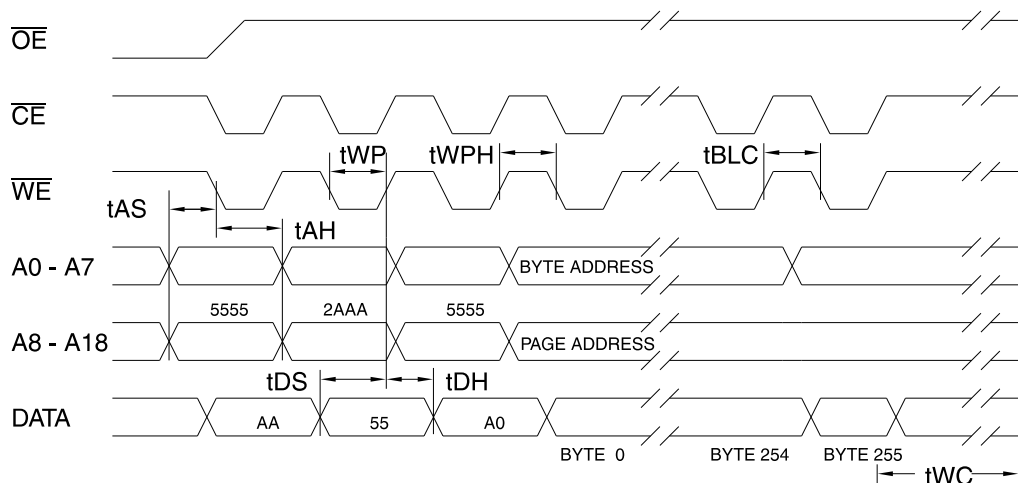 OE
CE
tWP tWPH tBLC
WE
tAS
tAH
A0 - A7 BYTE ADDRESS
5555 2AAA 5555
A8 - A18 PAGE ADDRESS
tDS tDH
DATA AA 55 A0
BYTE 0 BYTE 254 BYTE 255
tWC